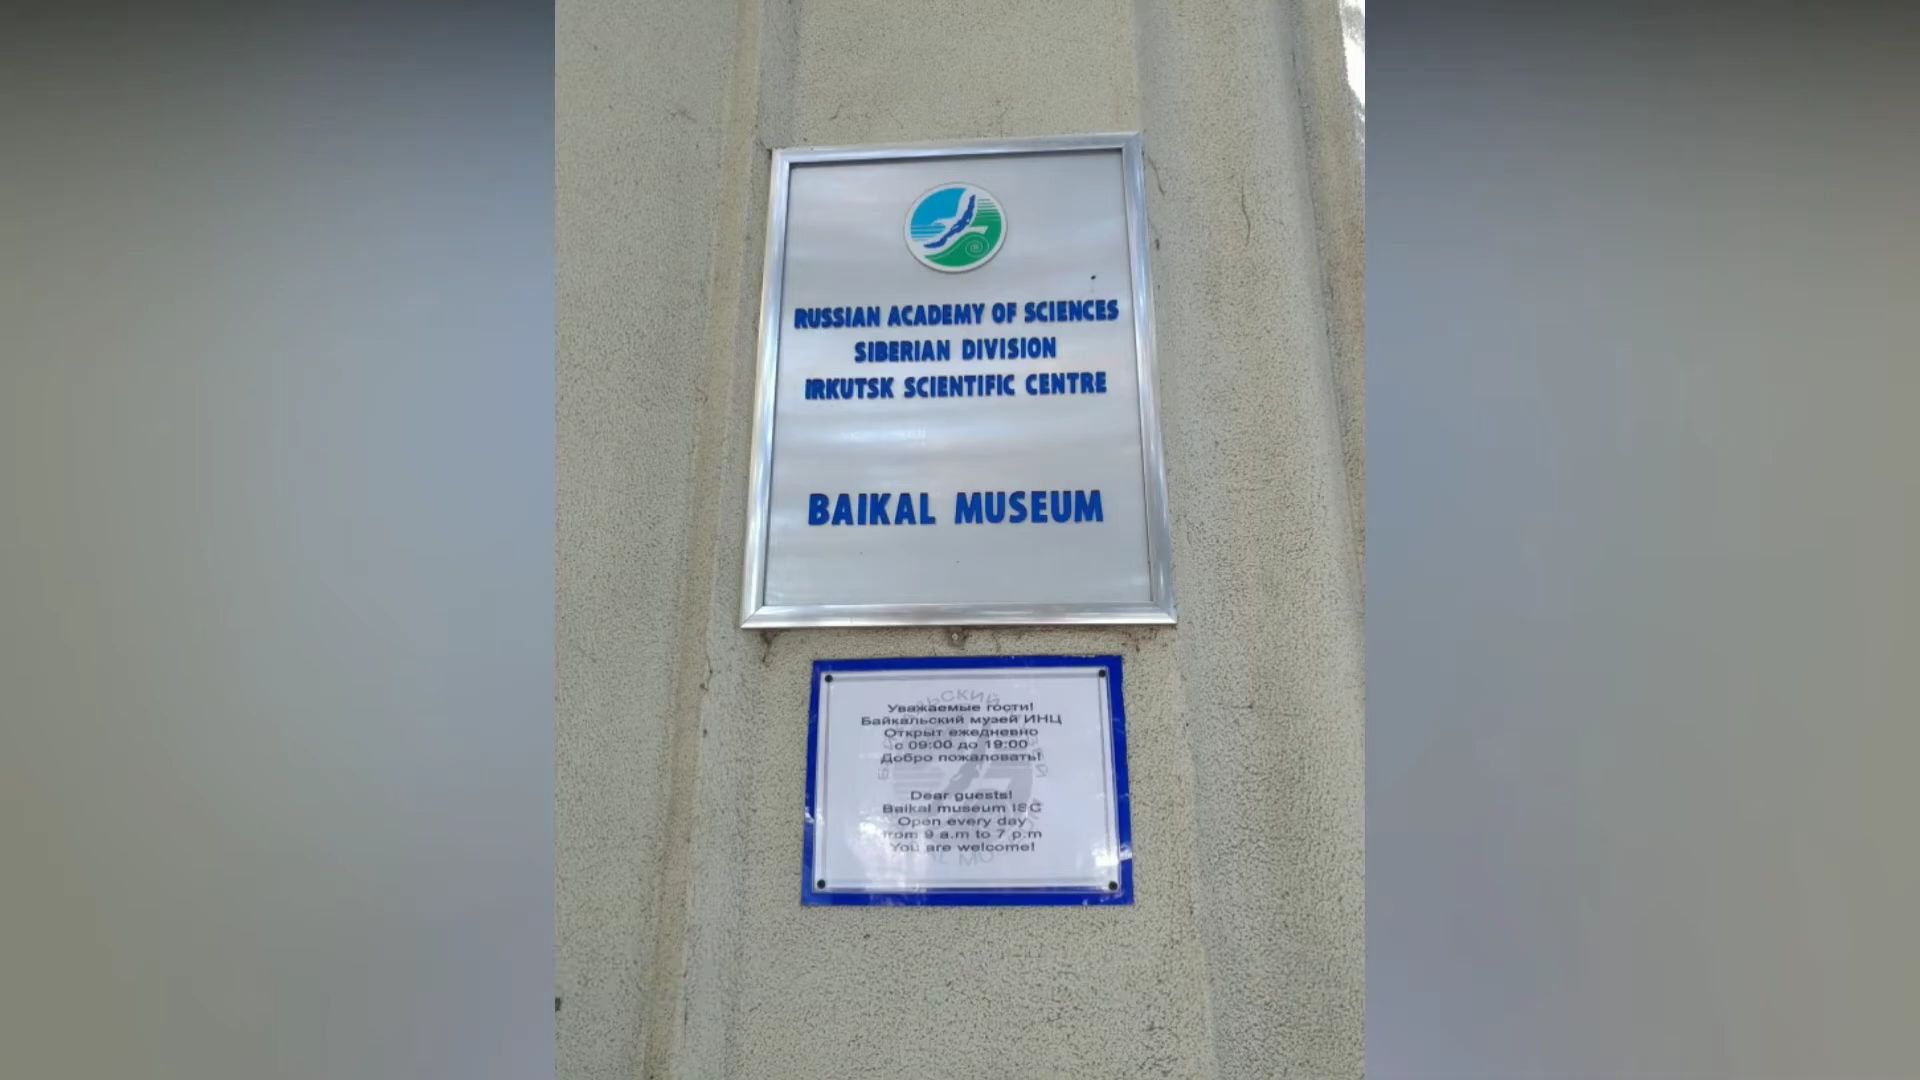 RUSSIAN ACADEMY OF SCIENCES
SIBERIAN DIVISION
IRKUTSK SCIENTIFIC CENTRE
BAIKAL MUSEUM
Уважаемые гости!
Байкальский музей ИНЦ
Открыт ежедневно
с 09:00 до 19:00
Добро пожаловать!
Dear guests!
Baikal museum ISC
Open every day
from 9 a.m to 7 p.m
You are welcome!